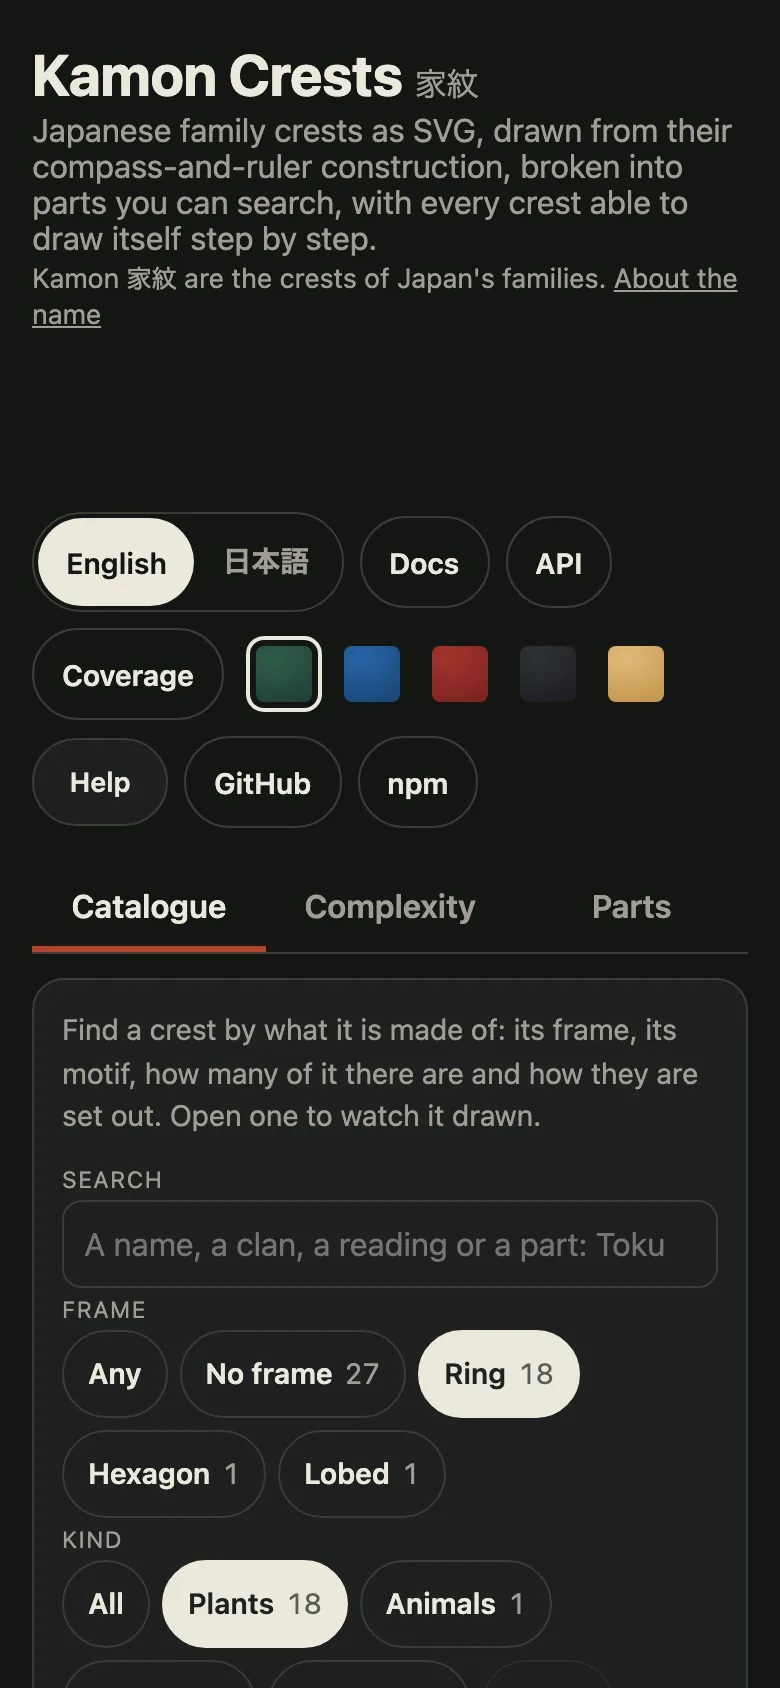 Kamon Crests 家紋
Japanese family crests as SVG, drawn from their
compass-and-ruler construction, broken into
parts you can search, with every crest able to
draw itself step by step.
Kamon 家紋 are the crests of Japan's families. About the
name
English 日本語 Docs API
Coverage
Help GitHub npm
Catalogue Complexity Parts
Find a crest by what it is made of: its frame, its
motif, how many of it there are and how they are
set out. Open one to watch it drawn.
SEARCH
A name, a clan, a reading or a part: Toku
FRAME
Any No frame 27 Ring 18
Hexagon 1 Lobed 1
KIND
All Plants 18 Animals 1